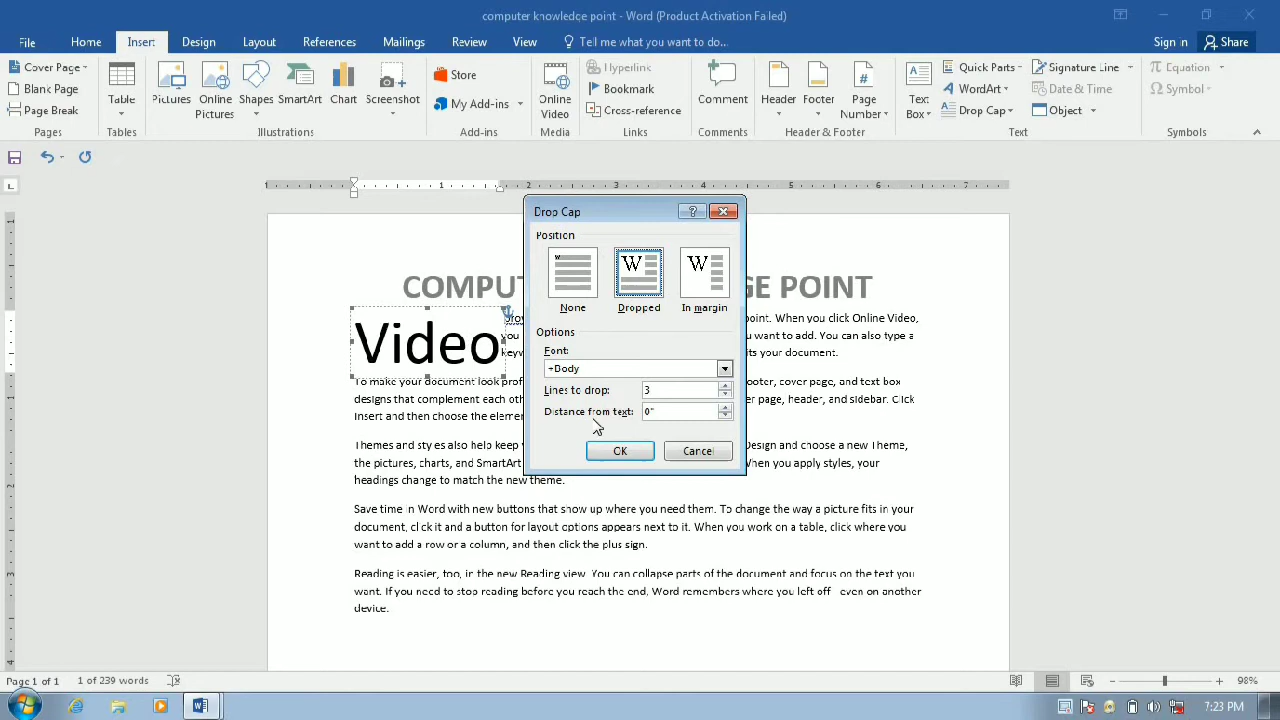 computer knowledge point - Word (Product Activation Failed)
File Home Insert Design Layout References Mailings Review View Tell me what you want to do... Sign in Share
Cover Page
Blank Page
Page Break
Pages
Table
Tables
Pictures
Online Pictures
Shapes
SmartArt
Chart
Screenshot
Illustrations
Store
My Add-ins
Add-ins
Online Video
Media
Hyperlink
Bookmark
Cross-reference
Links
Comment
Comments
Header
Footer
Page Number
Header & Footer
Text Box
Quick Parts
WordArt
Drop Cap
Signature Line
Date & Time
Object
Text
Equation
Symbol
Symbols
1 1 2 3 4 5 6 7
Drop Cap
Position
None Dropped In margin
Options
Font:
+Body
Lines to drop: 3
Distance from text: 0"
OK Cancel
COMPUT GE POINT
Video
point. When you click Online Video,
you want to add. You can also type a
fits your document.
To make your document look prof ooter, cover page, and text box
designs that complement each oth er page, header, and sidebar. Click
Insert and then choose the elemen
Themes and styles also help keep Design and choose a new Theme,
the pictures, charts, and SmartArt When you apply styles, your
headings change to match the new theme.
Save time in Word with new buttons that show up where you need them. To change the way a picture fits in your
document, click it and a button for layout options appears next to it. When you work on a table, click where you
want to add a row or a column, and then click the plus sign.
Reading is easier, too, in the new Reading view. You can collapse parts of the document and focus on the text you
want. If you need to stop reading before you reach the end, Word remembers where you left off - even on another
device.
Page 1 of 1 1 of 239 words 98%
7:23 PM